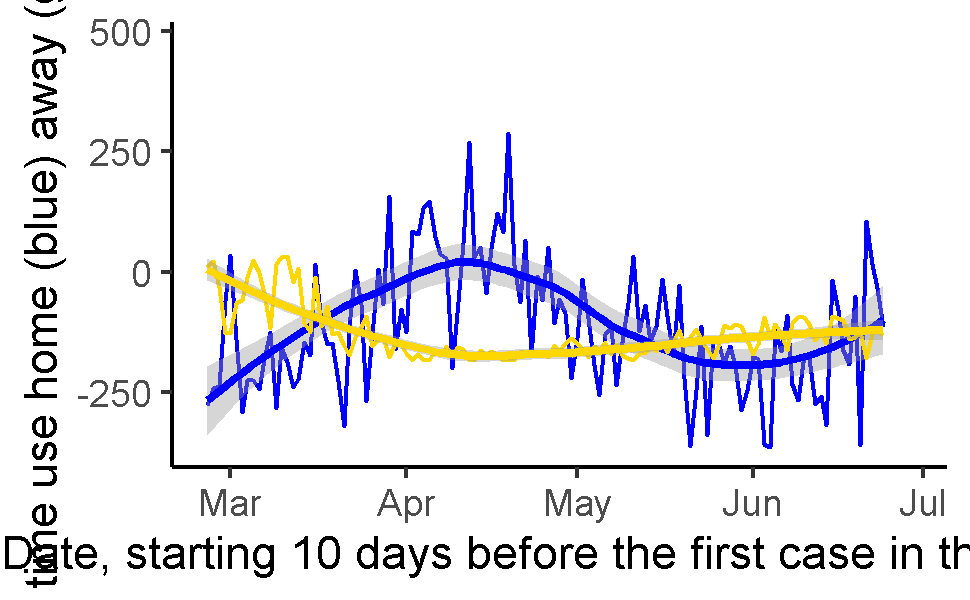 500
250
0
-250
time use home (blue) away (
Mar Apr May Jun Jul
Date, starting 10 days before the first case in th